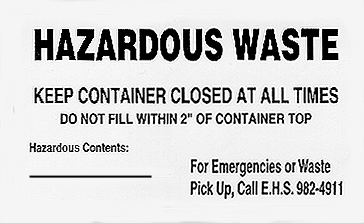 HAZARDOUS WASTE
KEEP CONTAINER CLOSED AT ALL TIMES
DO NOT FILL WITHIN 2" OF CONTAINER TOP
Hazardous Contents:
For Emergencies or Waste
Pick Up, Call E.H.S. 982-4911